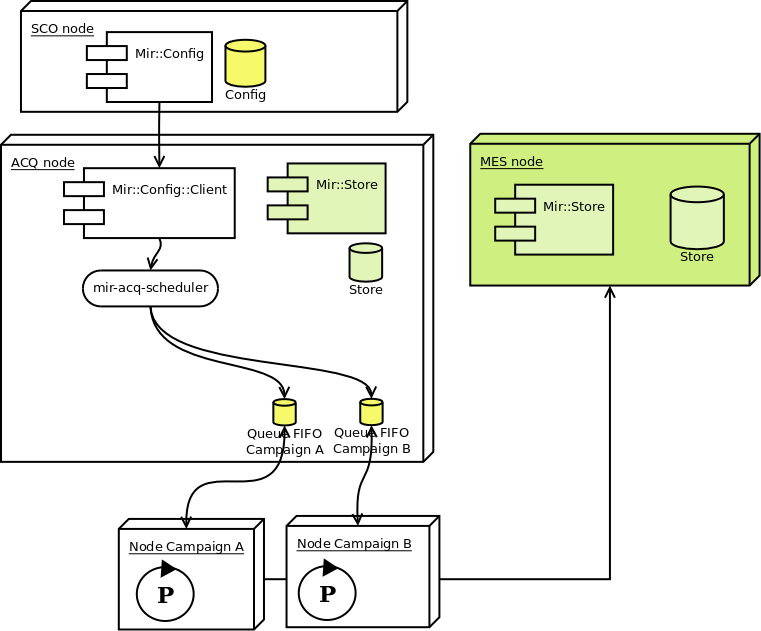 SCO node
Mir::Config
Config
ACQ node
Mir::Config::Client
Mir::Store
Store
mir-acq-scheduler
Queue FIFO
Campaign A
Queue FIFO
Campaign B
MES node
Mir::Store
Store
Node Campaign A
P
Node Campaign B
P